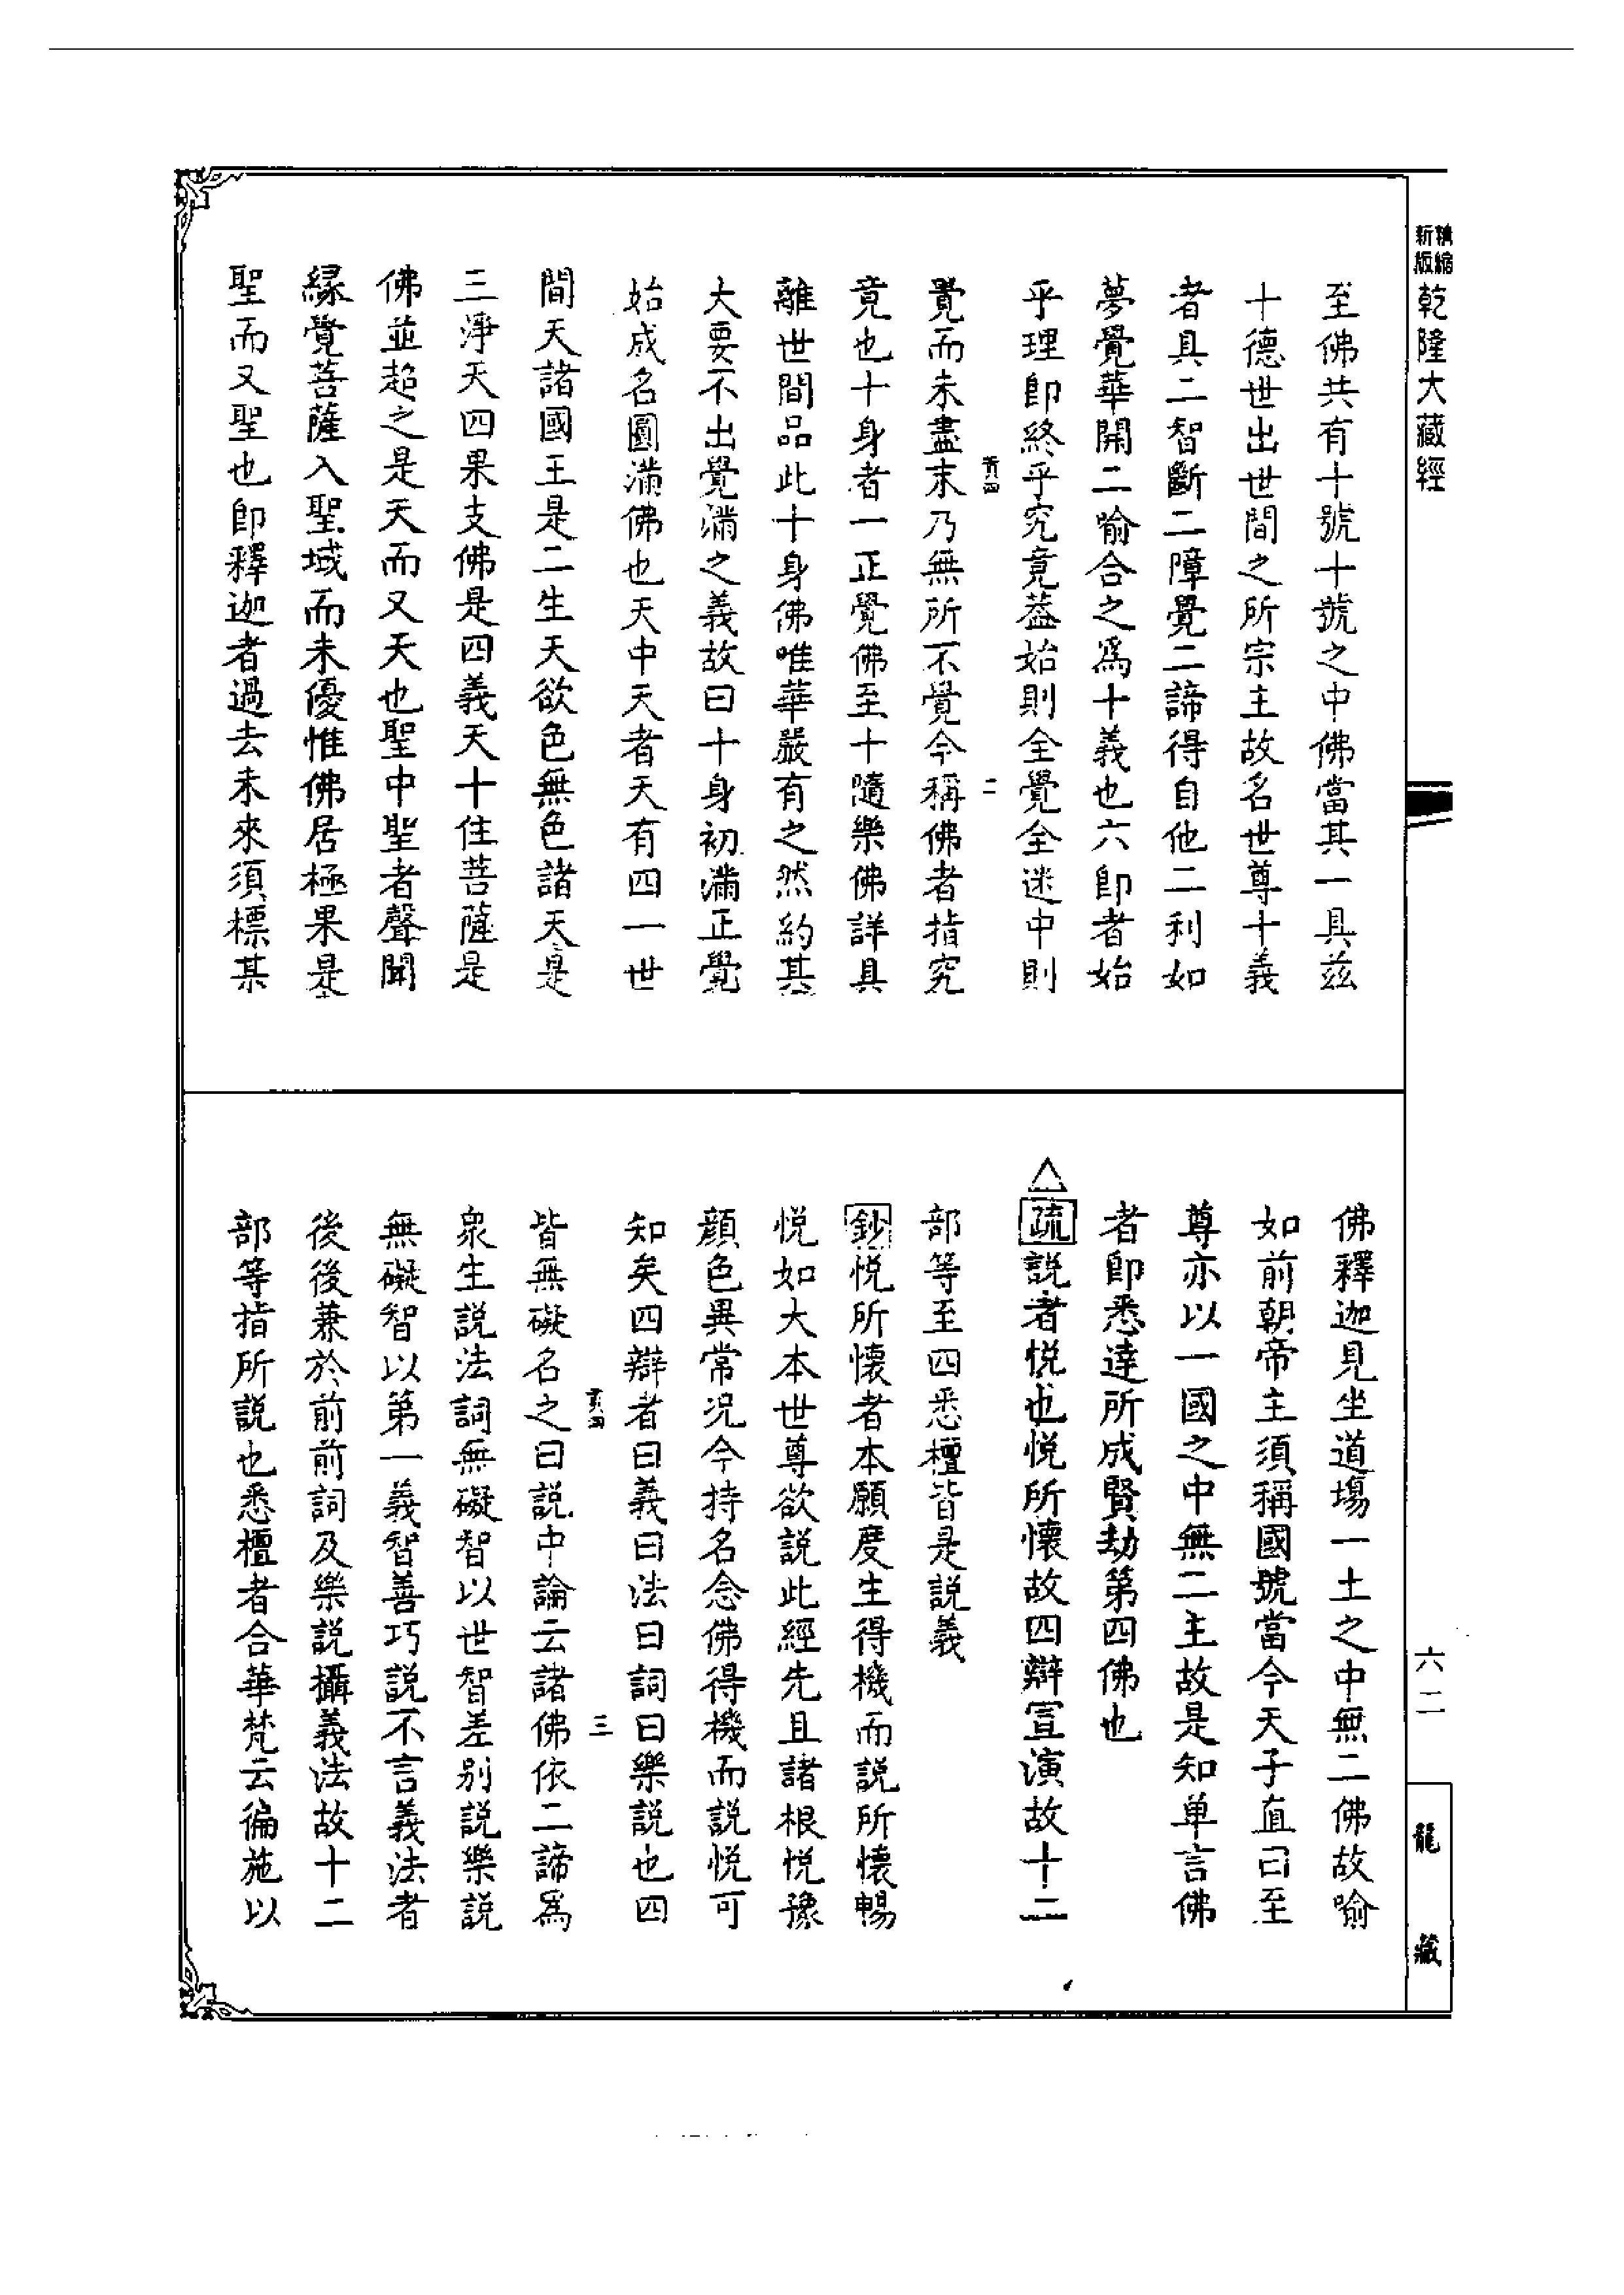 精縮
新版
乾隆大藏經
至佛共有十號十號之中佛當其一具茲
十德世出世間之所宗主故名世尊十義
者具二智斷二障覺二諦得自他二利如
夢覺華開二喻合之為十義也六即者始
乎理即終乎究竟葢始則全覺全迷中則
覺而未盡末乃無所不覺今稱佛者指究
竟也十身者一正覺佛至十隨樂佛詳具
離世間品此十身佛唯華嚴有之然約其
大要不出覺滿之義故曰十身初滿正覺
始成名圓滿佛也天中天者天有四一世
間天諸國王是二生天欲色無色諸天是
三淨天四果支佛是四義天十住菩薩是
佛並超之是天而又天也聖中聖者聲聞
緣覺菩薩入聖域而未優惟佛居極果是
聖而又聖也即釋迦者過去未來須標某
佛釋迦見坐道場一土之中無二佛故喻
如前朝帝主須稱國號當今天子直曰至
尊亦以一國之中無二主故是知单言佛
者即悉達所成賢劫第四佛也
△疏說者悅也悅所懷故四辯宣演故十二
部等至四悉檀皆是說義
鈔悅所懷者本願度生得機而說所懷暢
悅如大本世尊欲說此經先且諸根悅豫
顏色異常况今持名念佛得機而說悅可
知矣四辯者曰義曰法曰詞曰樂說也四
皆無礙名之曰說中論云諸佛依二諦爲
眾生說法詞無礙智以世智差別說樂說
無礙智以第一義智善巧說不言義法者
後後兼於前前詞及樂說攝義法故十二
部等指所說也悉檀者合華梵云徧施以
六二
龍藏